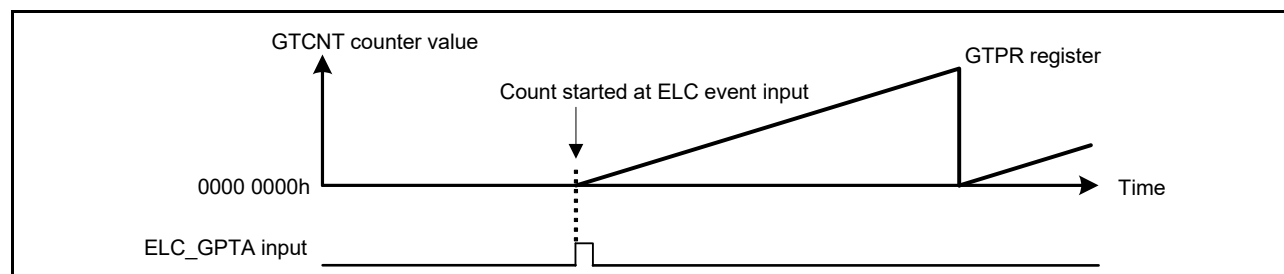 GTCNT counter value
GTPR register
Count started at ELC event input
0000 0000h
Time
ELC_GPTA input